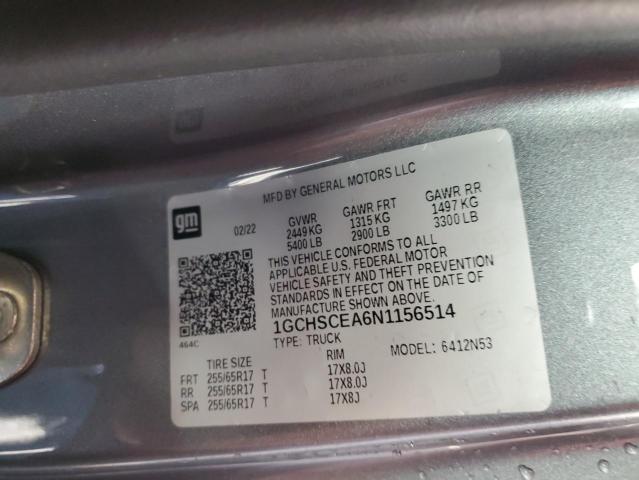 MFD BY GENERAL MOTORS LLC
gm
02/22
GVWR GAWR FRT GAWR RR
2449 KG 1315 KG 1497 KG
5400 LB 2900 LB 3300 LB
THIS VEHICLE CONFORMS TO ALL
APPLICABLE U.S. FEDERAL MOTOR
VEHICLE SAFETY AND THEFT PREVENTION
STANDARDS IN EFFECT ON THE DATE OF
MANUFACTURE SHOWN ABOVE.
1GCHSCEA6N1156514
464C
TYPE: TRUCK MODEL: 6412N53
TIRE SIZE RIM
FRT 255/65R17 T 17X8.0J
RR 255/65R17 T 17X8.0J
SPA 255/65R17 T 17X8J